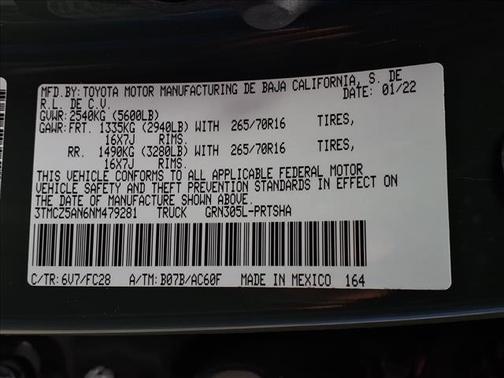 MFD.BY: TOYOTA MOTOR MANUFACTURING DE BAJA CALIFORNIA, S. DE
R.L. DE C.V. DATE: 01/22
GVWR: 2540KG (5600LB)
GAWR: FRT. 1335KG (2940LB) WITH 265/70R16 TIRES,
16X7J RIMS.
RR. 1490KG (3280LB) WITH 265/70R16 TIRES,
16X7J RIMS.
THIS VEHICLE CONFORMS TO ALL APPLICABLE FEDERAL MOTOR
VEHICLE SAFETY AND THEFT PREVENTION STANDARDS IN EFFECT ON
THE DATE OF MANUFACTURE SHOWN ABOVE.
3TMCZ5AN6NM479281 TRUCK GRN305L-PRTSHA
C/TR: 6V7/FC28 A/TM: B07B/AC60F MADE IN MEXICO 164